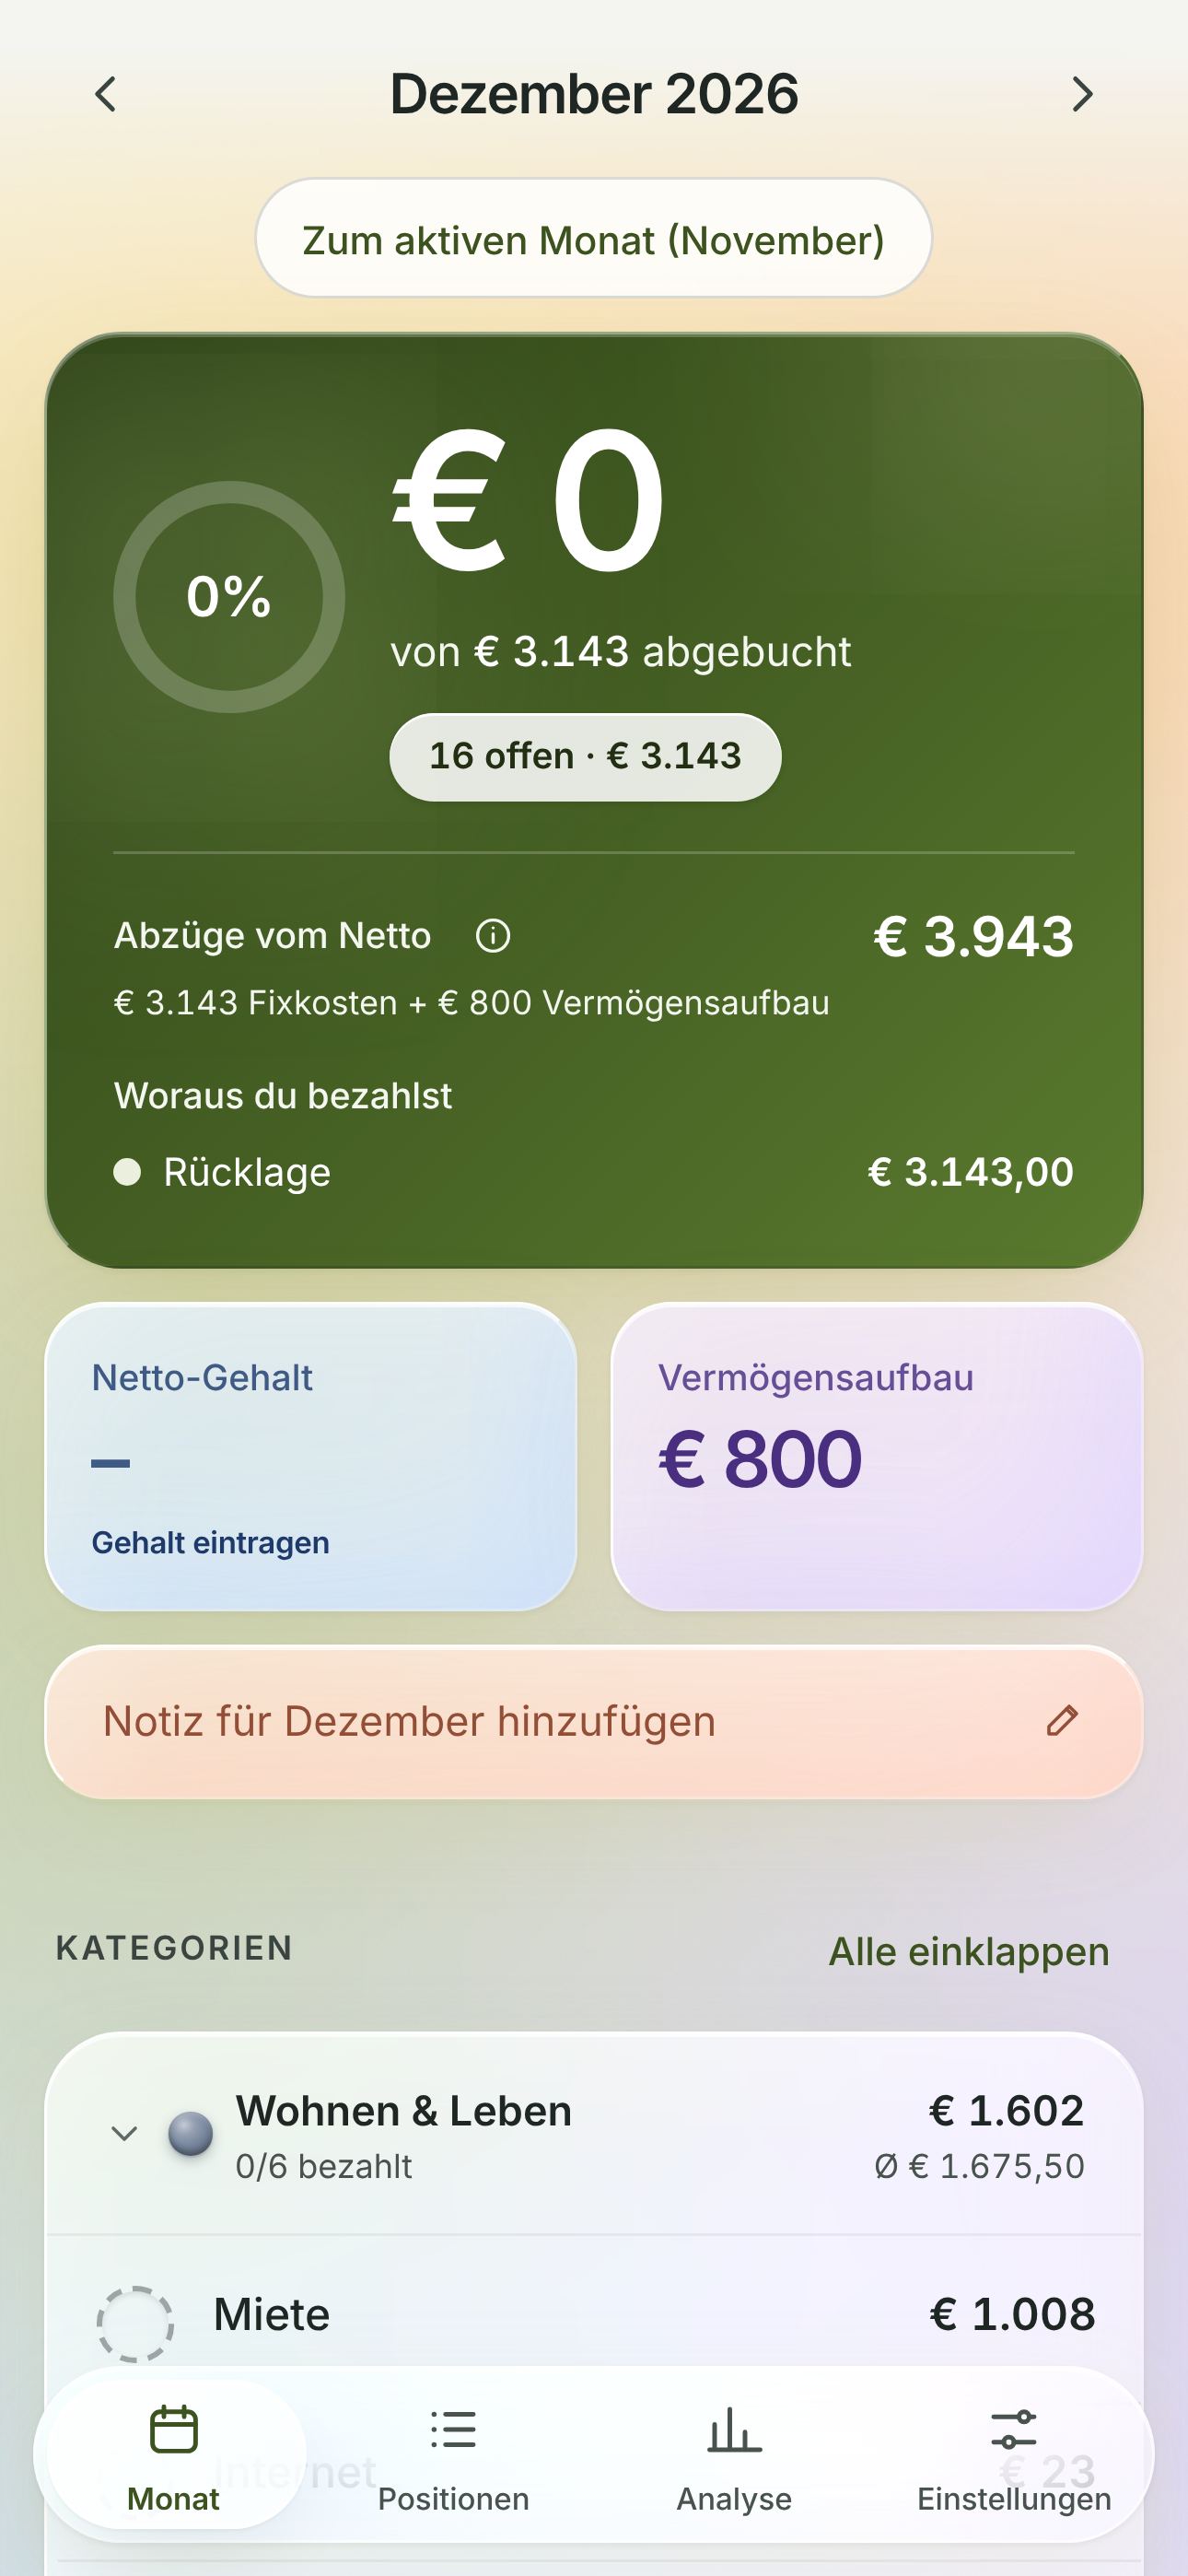 Dezember 2026
Zum aktiven Monat (November)
€ 0
0%
von € 3.143 abgebucht
16 offen · € 3.143
Abzüge vom Netto
€ 3.943
€ 3.143 Fixkosten + € 800 Vermögensaufbau
Woraus du bezahlst
Rücklage
€ 3.143,00
Netto-Gehalt
–
Gehalt eintragen
Vermögensaufbau
€ 800
Notiz für Dezember hinzufügen
KATEGORIEN
Alle einklappen
Wohnen & Leben
€ 1.602
0/6 bezahlt
Ø € 1.675,50
Miete
€ 1.008
Internet
€ 23
Monat
Positionen
Analyse
Einstellungen